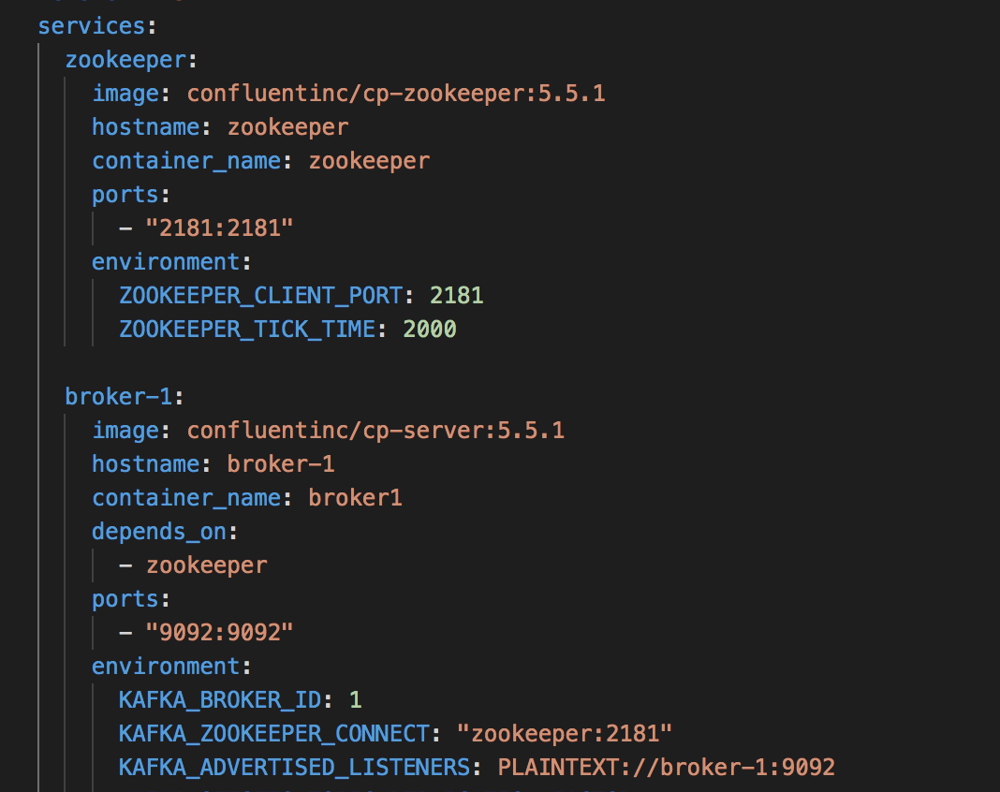 services:
  zookeeper:
    image: confluentinc/cp-zookeeper:5.5.1
    hostname: zookeeper
    container_name: zookeeper
    ports:
      - "2181:2181"
    environment:
      ZOOKEEPER_CLIENT_PORT: 2181
      ZOOKEEPER_TICK_TIME: 2000

  broker-1:
    image: confluentinc/cp-server:5.5.1
    hostname: broker-1
    container_name: broker1
    depends_on:
      - zookeeper
    ports:
      - "9092:9092"
    environment:
      KAFKA_BROKER_ID: 1
      KAFKA_ZOOKEEPER_CONNECT: "zookeeper:2181"
      KAFKA_ADVERTISED_LISTENERS: PLAINTEXT://broker-1:9092